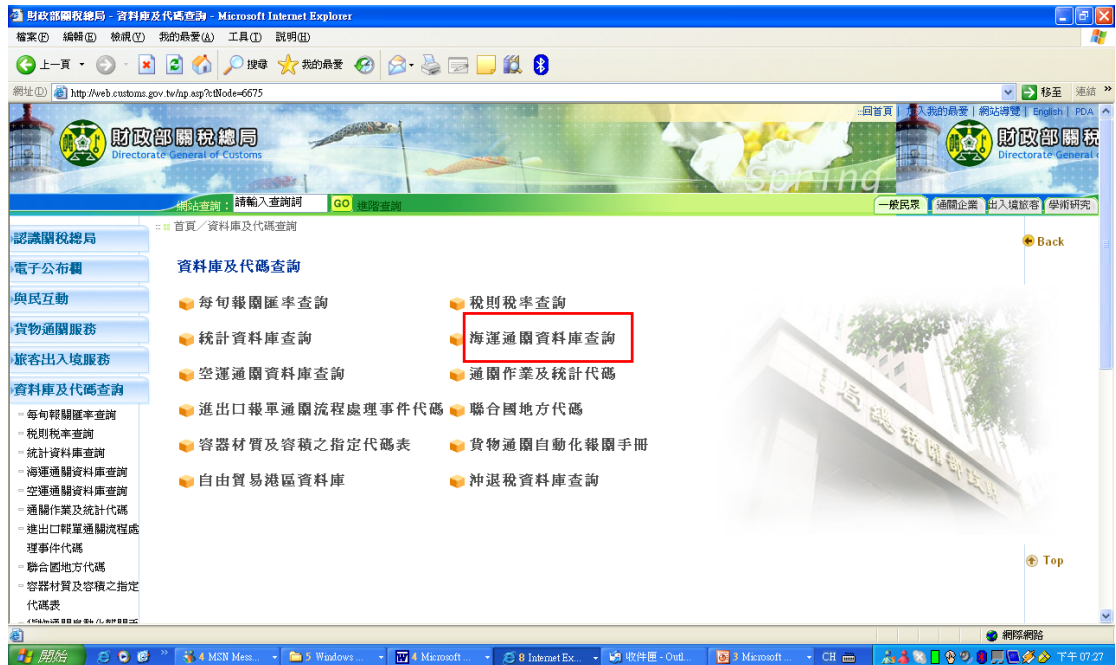 財政部關稅總局 - 資料庫及代碼查詢 - Microsoft Internet Explorer
檔案(F) 編輯(E) 檢視(V) 我的最愛(A) 工具(T) 說明(H)
上一頁 搜尋 我的最愛
網址(D) http://web.customs.gov.tw/np.asp?ctNode=6675 移至 連結 »
:::回首頁 | 加入我的最愛 | 網站導覽 | English | PDA
財政部關稅總局 財政部關稅
Directorate General of Customs Directorate General
Spring
網站查詢： 請輸入查詢詞 GO 進階查詢 一般民眾 通關企業 出入境旅客 學術研究
首頁／資料庫及代碼查詢
Back
認識關稅總局
電子公布欄
與民互動
貨物通關服務
旅客出入境服務
資料庫及代碼查詢
每旬報關匯率查詢
稅則稅率查詢
統計資料庫查詢
海運通關資料庫查詢
空運通關資料庫查詢
通關作業及統計代碼
進出口報單通關流程處
理事件代碼
聯合國地方代碼
容器材質及容積之指定
代碼表
資料庫及代碼查詢
每旬報關匯率查詢 稅則稅率查詢
統計資料庫查詢 海運通關資料庫查詢
空運通關資料庫查詢 通關作業及統計代碼
進出口報單通關流程處理事件代碼 聯合國地方代碼
容器材質及容積之指定代碼表 貨物通關自動化報關手冊
自由貿易港區資料庫 沖退稅資料庫查詢
局總稅關部政財
Top
網際網路
開始 » 4 MSN Mess... 5 Windows ... 4 Microsoft ... 8 Internet Ex... 收件匣 - Outl... 3 Microsoft ... CH 下午 07:27